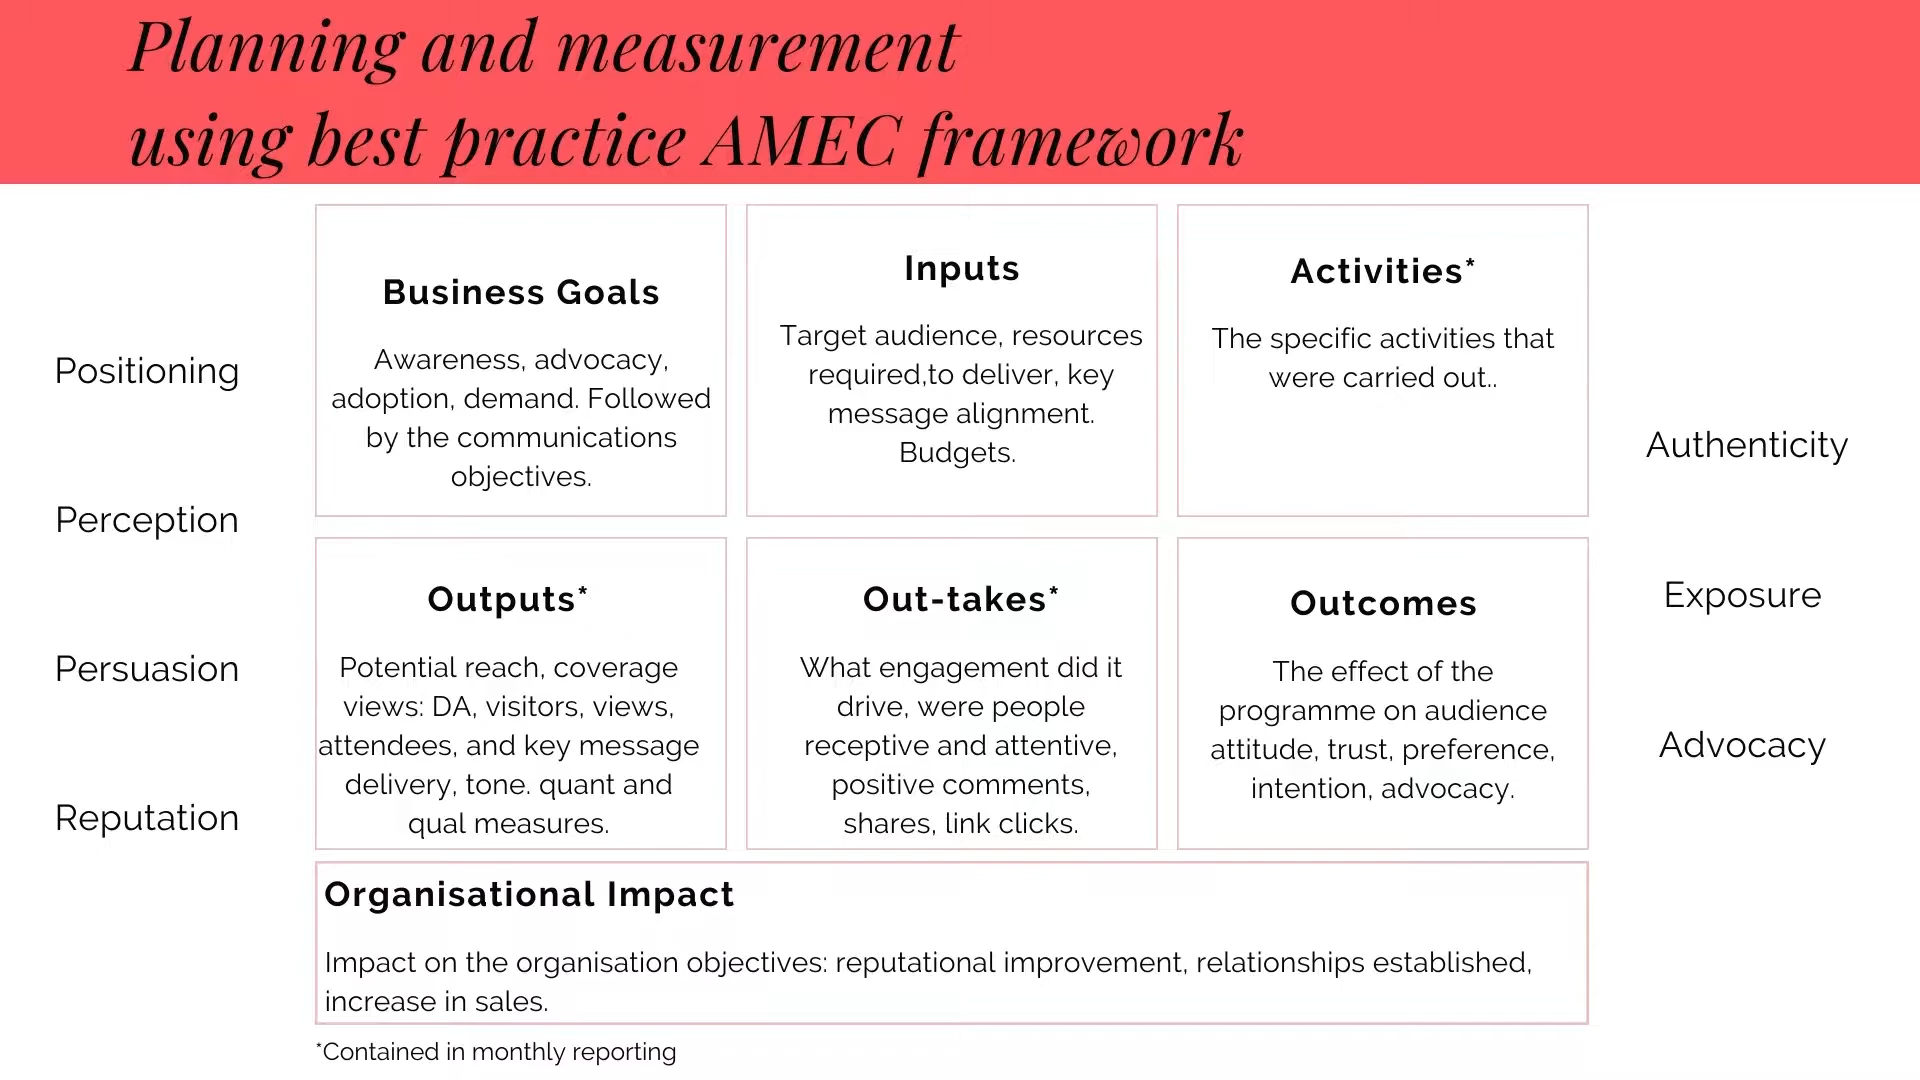 Planning and measurement
using best practice AMEC framework
Positioning
Perception
Persuasion
Reputation
Business Goals
Awareness, advocacy,
adoption, demand. Followed
by the communications
objectives.
Inputs
Target audience, resources
required,to deliver, key
message alignment.
Budgets.
Activities*
The specific activities that
were carried out..
Outputs*
Potential reach, coverage
views: DA, visitors, views,
attendees, and key message
delivery, tone. quant and
qual measures.
Out-takes*
What engagement did it
drive, were people
receptive and attentive,
positive comments,
shares, link clicks.
Outcomes
The effect of the
programme on audience
attitude, trust, preference,
intention, advocacy.
Organisational Impact
Impact on the organisation objectives: reputational improvement, relationships established,
increase in sales.
*Contained in monthly reporting
Authenticity
Exposure
Advocacy